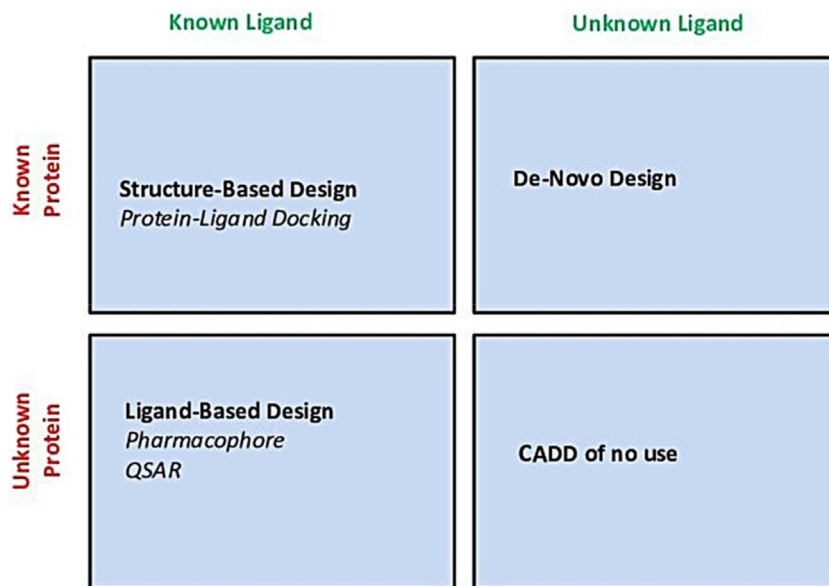 Known Ligand
Unknown Ligand
Known
Protein
Structure-Based Design
Protein-Ligand Docking
De-Novo Design
Unknown
Protein
Ligand-Based Design
Pharmacophore
QSAR
CADD of no use